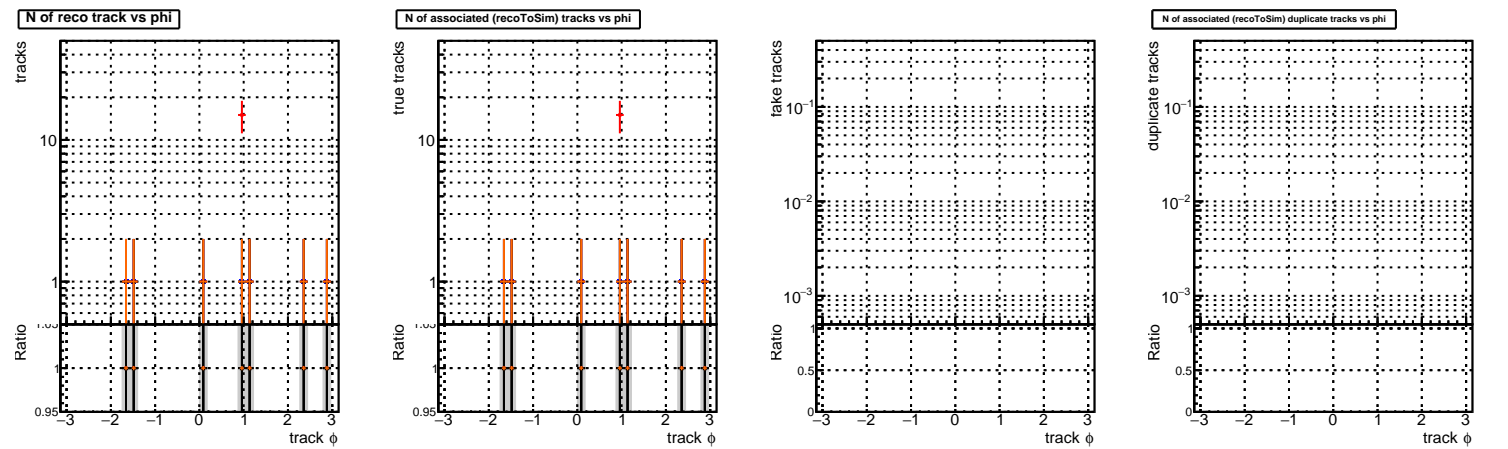 N of reco track vs phi
tracks
10
1
Ratio
1.05
1
0.95
−3 −2 −1 0 1 2 3
track ϕ
N of associated (recoToSim) tracks vs phi
true tracks
10
1
Ratio
1.05
1
0.95
−3 −2 −1 0 1 2 3
track ϕ
fake tracks
10⁻¹
10⁻²
10⁻³
Ratio
1
0.5
0
−3 −2 −1 0 1 2 3
track ϕ
N of associated (recoToSim) duplicate tracks vs phi
duplicate tracks
10⁻¹
10⁻²
10⁻³
Ratio
1
0.5
0
−3 −2 −1 0 1 2 3
track ϕ